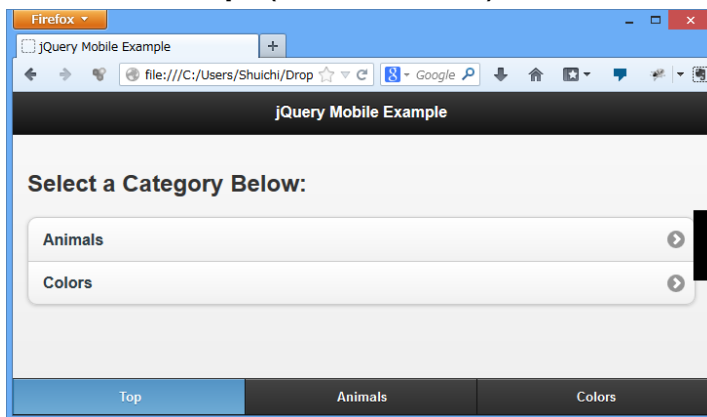 Firefox
jQuery Mobile Example
+
file:///C:/Users/Shuichi/Drop
8 Google
jQuery Mobile Example
Select a Category Below:
Animals
Colors
Top Animals Colors